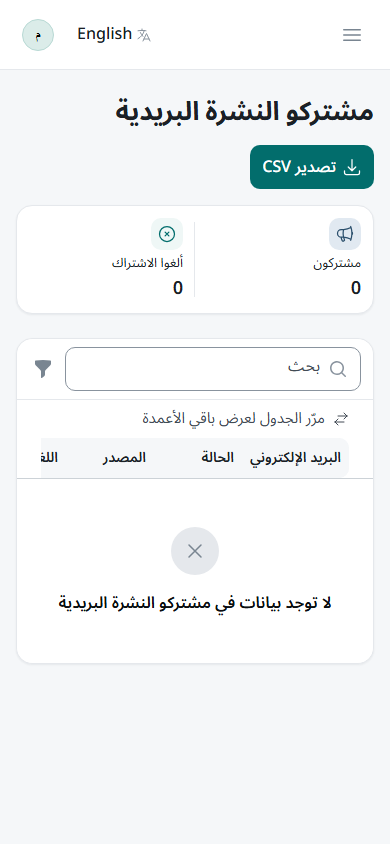 English
م
مشتركو النشرة البريدية
تصدير CSV
مشتركون
0
ألغوا الاشتراك
0
بحث
مرّر الجدول لعرض باقي الأعمدة
البريد الإلكتروني الحالة المصدر
لا توجد بيانات في مشتركو النشرة البريدية